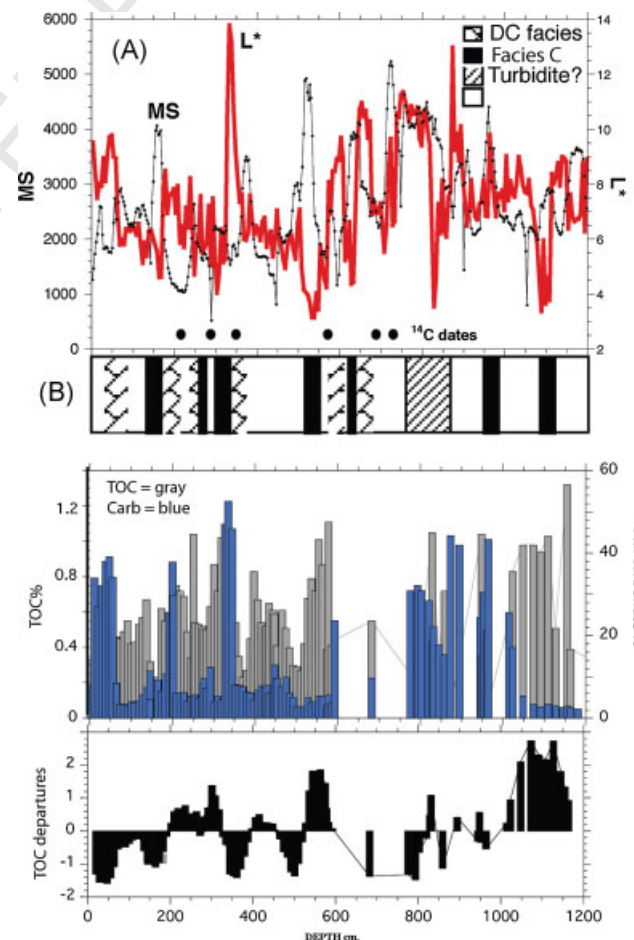 6000
5000
4000
3000
2000
1000
0
MS
(A)
L*
MS
DC facies
Facies C
Turbidite?
14
12
10
8
6
4
2
L*
¹⁴C dates
(B)
TOC = gray
Carb = blue
1.2
0.8
0.4
0
TOC%
60
40
20
0
2
1
0
-1
-2
TOC departures
0 200 400 600 800 1000 1200
DEPTH cm.